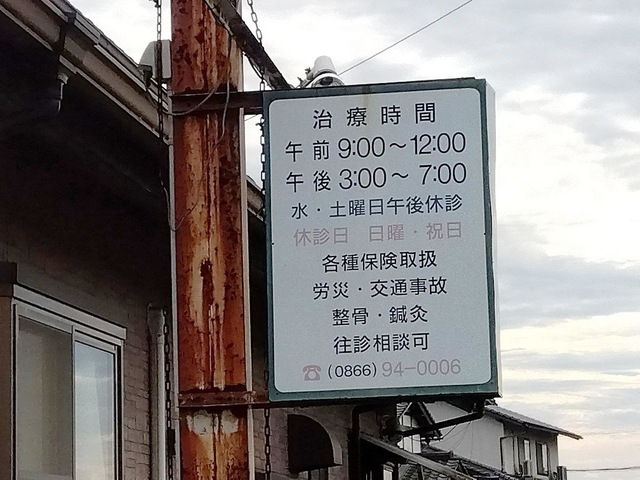 治療時間
午前 9:00〜12:00
午後 3:00〜 7:00
水・土曜日午後休診
休診日 日曜・祝日
各種保険取扱
労災・交通事故
整骨・鍼灸
往診相談可
☎ (0866) 94-0006